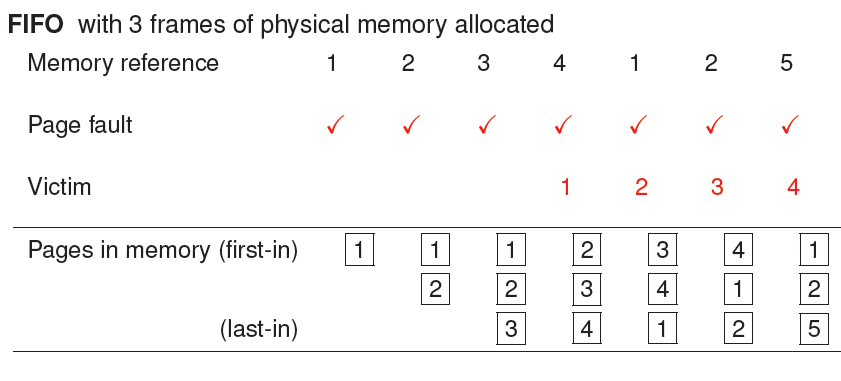 FIFO with 3 frames of physical memory allocated
Memory reference 1 2 3 4 1 2 5
Page fault ✓ ✓ ✓ ✓ ✓ ✓ ✓
Victim 1 2 3 4
Pages in memory (first-in) 1 1 1 2 3 4 1
2 2 3 4 1 2
(last-in) 3 4 1 2 5